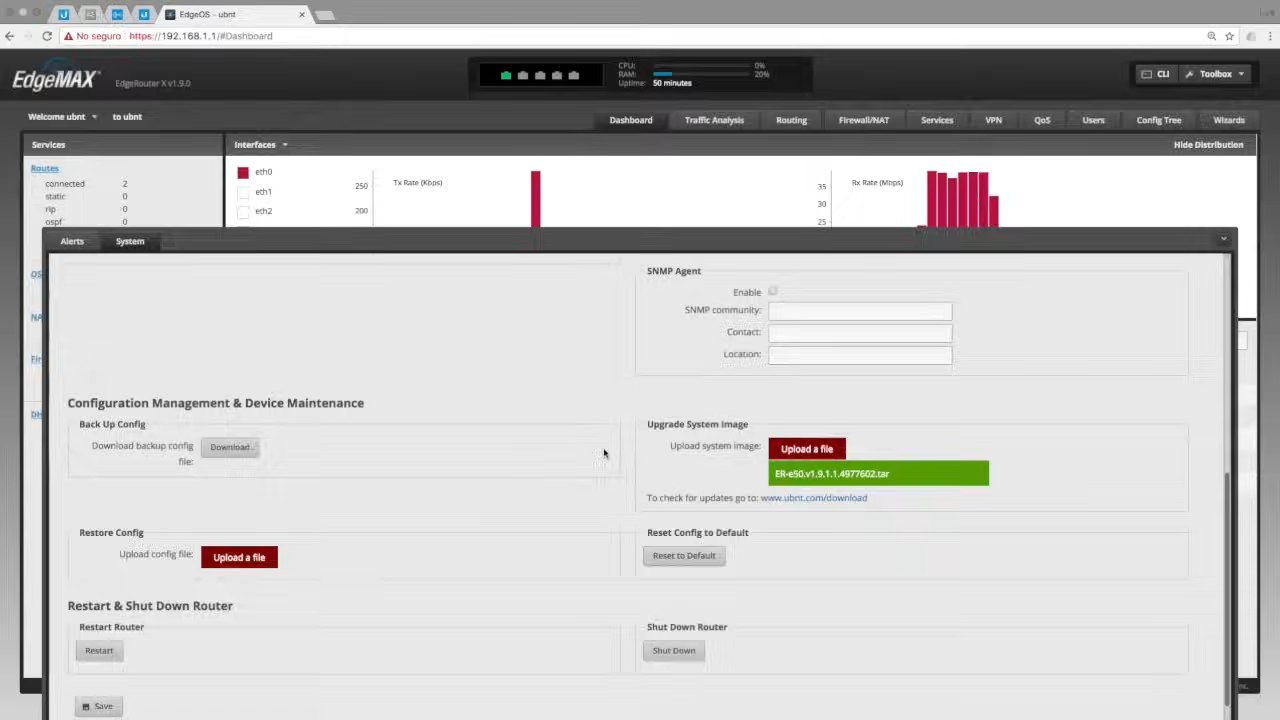 EdgeOS - ubnt
No seguro https://192.168.1.1/#Dashboard
EdgeMAX EdgeRouter X v1.9.0
CPU: 0%
RAM: 20%
Uptime: 50 minutes
CLI Toolbox
Welcome ubnt to ubnt
Dashboard Traffic Analysis Routing Firewall/NAT Services VPN QoS Users Config Tree Wizards
Services Interfaces Hide Distribution
Routes
connected 2
static 0
rip 0
ospf 0
eth0
eth1
eth2
Tx Rate (Kbps)
250
200
Rx Rate (Mbps)
35
30
25
OS
NA
Fir
DH
Alerts System
SNMP Agent
Enable
SNMP community:
Contact:
Location:
Configuration Management & Device Maintenance
Back Up Config
Download backup config file: Download
Upgrade System Image
Upload system image: Upload a file
ER-e50.v1.9.1.1.4977602.tar
To check for updates go to: www.ubnt.com/download
Restore Config
Upload config file: Upload a file
Reset Config to Default
Reset to Default
Restart & Shut Down Router
Restart Router
Restart
Shut Down Router
Shut Down
Save